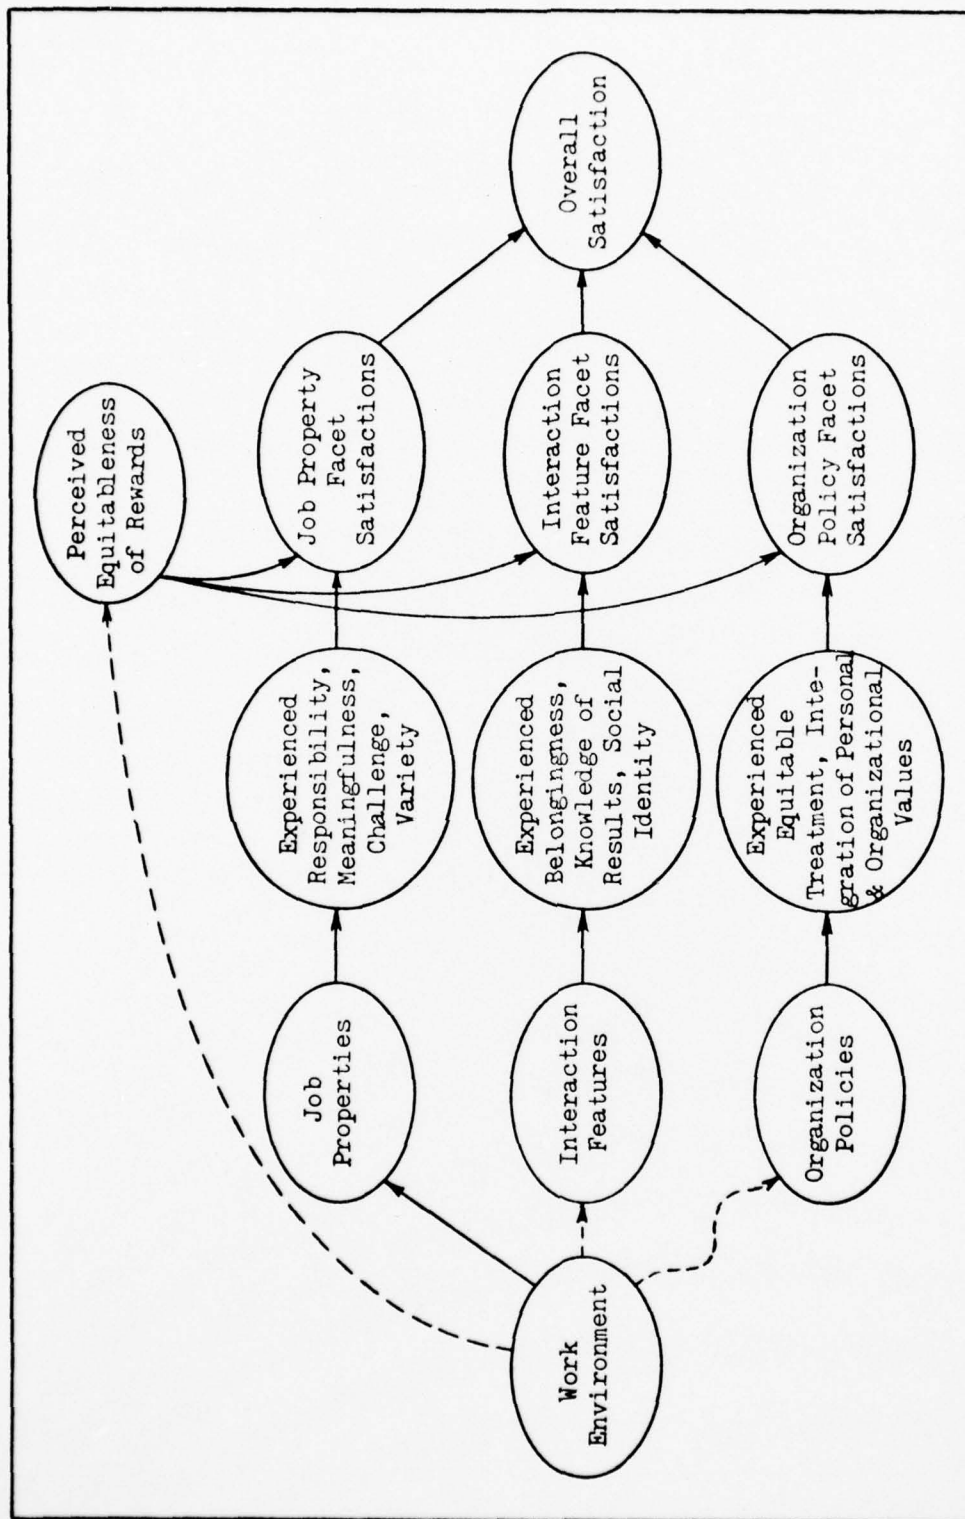 Perceived
Equitableness
of Rewards
Job Property
Facet
Satisfactions
Experienced
Responsibility,
Meaningfulness,
Challenge,
Variety
Job
Properties
Overall
Satisfaction
Interaction
Feature Facet
Satisfactions
Experienced
Belongingness,
Knowledge of
Results, Social
Identity
Interaction
Features
Work
Environment
Organization
Policy Facet
Satisfactions
Experienced
Equitable
Treatment, Inte-
gration of Personal
& Organizational
Values
Organization
Policies